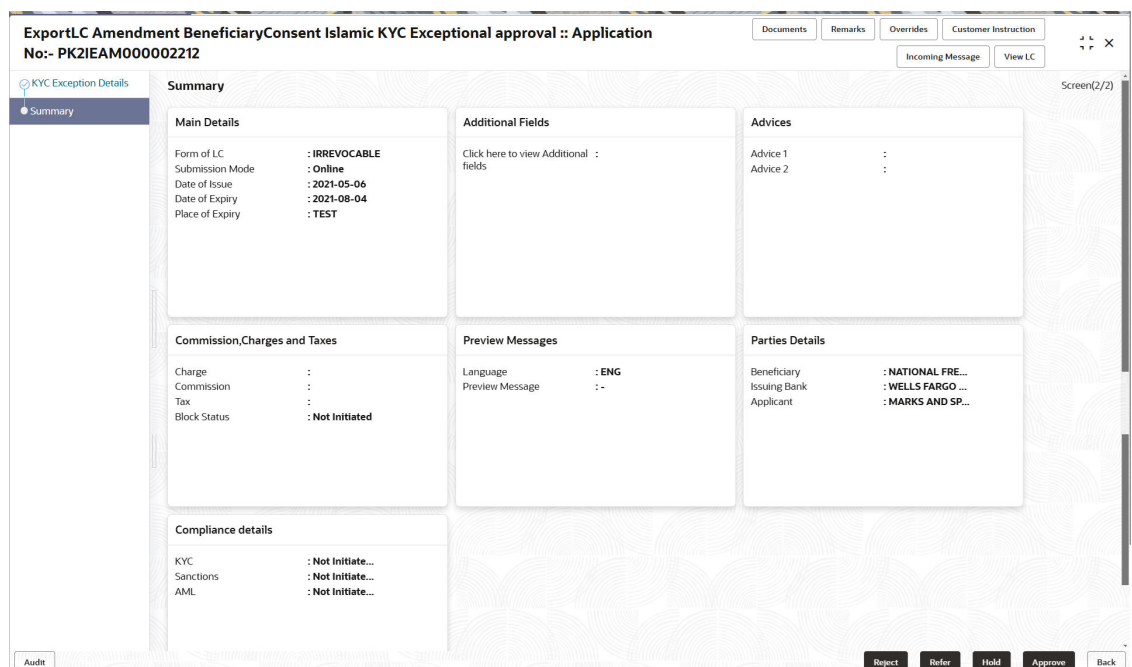 ExportLC Amendment BeneficiaryConsent Islamic KYC Exceptional approval :: Application
No:- PK2IEAM000002212
Documents
Remarks
Overrides
Customer Instruction
Incoming Message
View LC
KYC Exception Details
Summary
Summary
Screen(2/2)
Main Details
Form of LC : IRREVOCABLE
Submission Mode : Online
Date of Issue : 2021-05-06
Date of Expiry : 2021-08-04
Place of Expiry : TEST
Additional Fields
Click here to view Additional :
fields
Advices
Advice 1 :
Advice 2 :
Commission,Charges and Taxes
Charge :
Commission :
Tax :
Block Status : Not Initiated
Preview Messages
Language : ENG
Preview Message : -
Parties Details
Beneficiary : NATIONAL FRE...
Issuing Bank : WELLS FARGO ...
Applicant : MARKS AND SP...
Compliance details
KYC : Not Initiate...
Sanctions : Not Initiate...
AML : Not Initiate...
Audit
Reject
Refer
Hold
Approve
Back